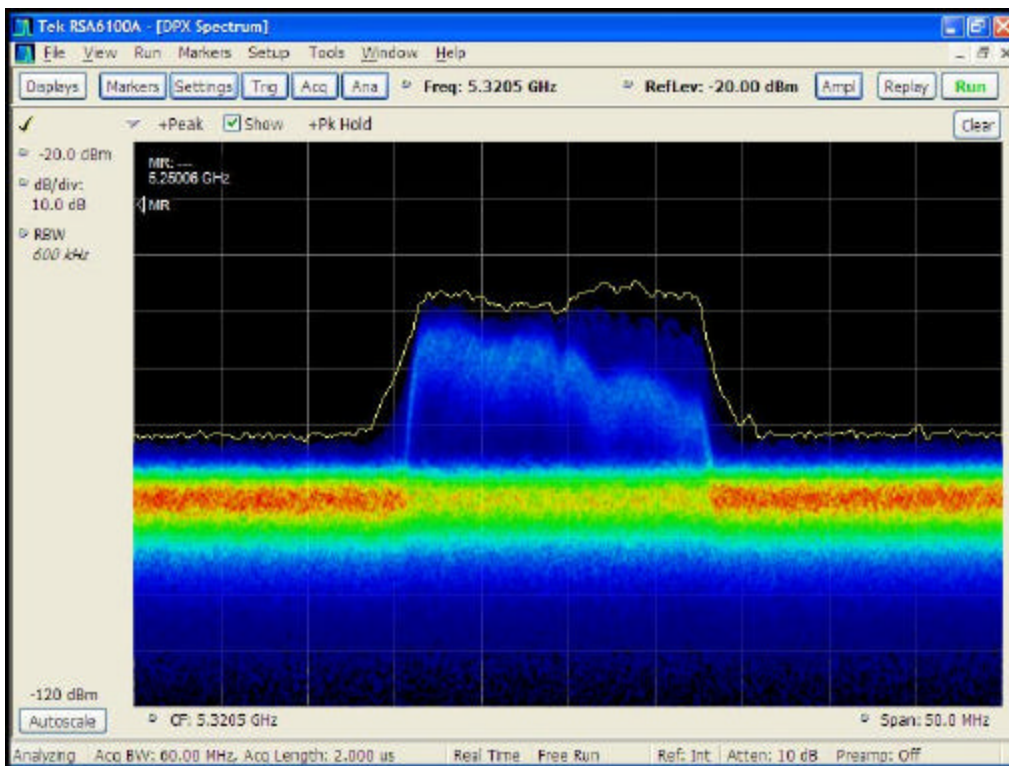 Tek RSA6100A - [DPX Spectrum]
File View Run Markers Setup Tools Window Help
Displays Markers Settings Trig Acq Ana Freq: 5.3205 GHz RefLev: -20.00 dBm Ampl Replay Run
+Peak Show +Pk Hold Clear
-20.0 dBm
dB/div:
10.0 dB
RBW
600 kHz
MR: ---
5.25006 GHz
MR
-120 dBm
Autoscale CF: 5.3205 GHz Span: 50.0 MHz
Analyzing Acq BW: 60.00 MHz, Acq Length: 2.000 us Real Time Free Run Ref: Int Atten: 10 dB Preamp: Off